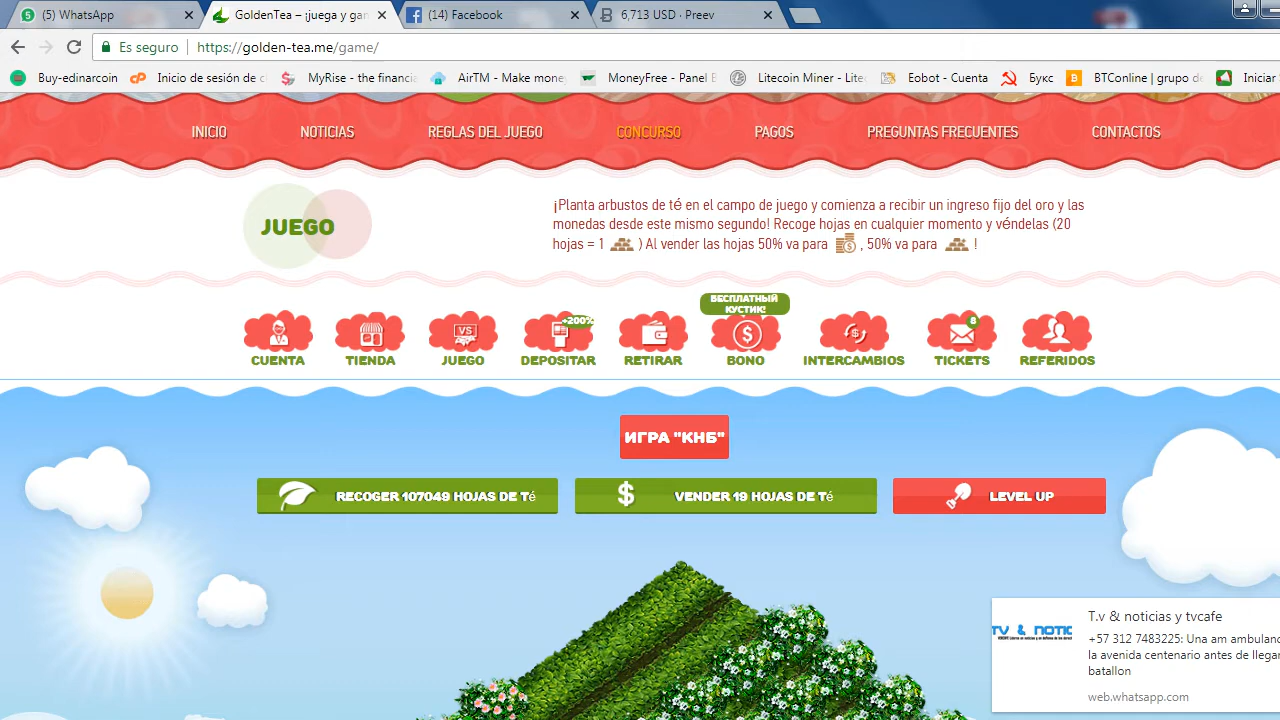 (5) WhatsApp
GoldenTea – ¡juega y gan
(14) Facebook
6,713 USD · Preev
Es seguro
https://golden-tea.me/game/
Buy-edinarcoin
Inicio de sesión de c
MyRise - the financia
AirTM - Make mone
MoneyFree - Panel B
Litecoin Miner - Lite
Eobot - Cuenta
Букс
BTConline | grupo de
Iniciar
INICIO
NOTICIAS
REGLAS DEL JUEGO
CONCURSO
PAGOS
PREGUNTAS FRECUENTES
CONTACTOS
JUEGO
¡Planta arbustos de té en el campo de juego y comienza a recibir un ingreso fijo del oro y las
monedas desde este mismo segundo! Recoge hojas en cualquier momento y véndelas (20
hojas = 1 ) Al vender las hojas 50% va para , 50% va para !
БЕСПЛАТНЫЙ
КУСТИК!
+200%
VS
8
CUENTA
TIENDA
JUEGO
DEPOSITAR
RETIRAR
BONO
INTERCAMBIOS
TICKETS
REFERIDOS
ИГРА "КНБ"
RECOGER 107049 HOJAS DE Té
VENDER 19 HOJAS DE Té
LEVEL UP
T.v & noticias y tvcafe
TV & NOTIC
+57 312 7483225: Una am ambulanc
la avenida centenario antes de llegar
batallon
web.whatsapp.com